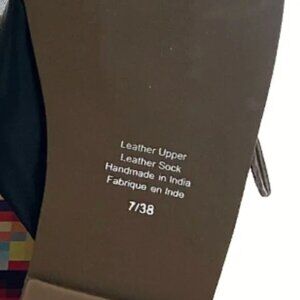 Leather Upper
Leather Sock
Handmade in India
Fabrique en Inde
7/38